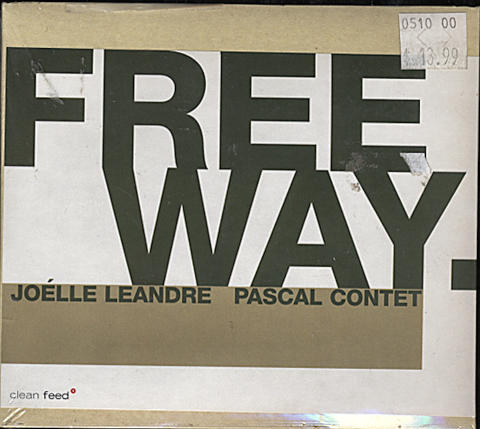 0510 00
$ 13.99
FREE
WAY.
JOÉLLE LEANDRE PASCAL CONTET
clean feed